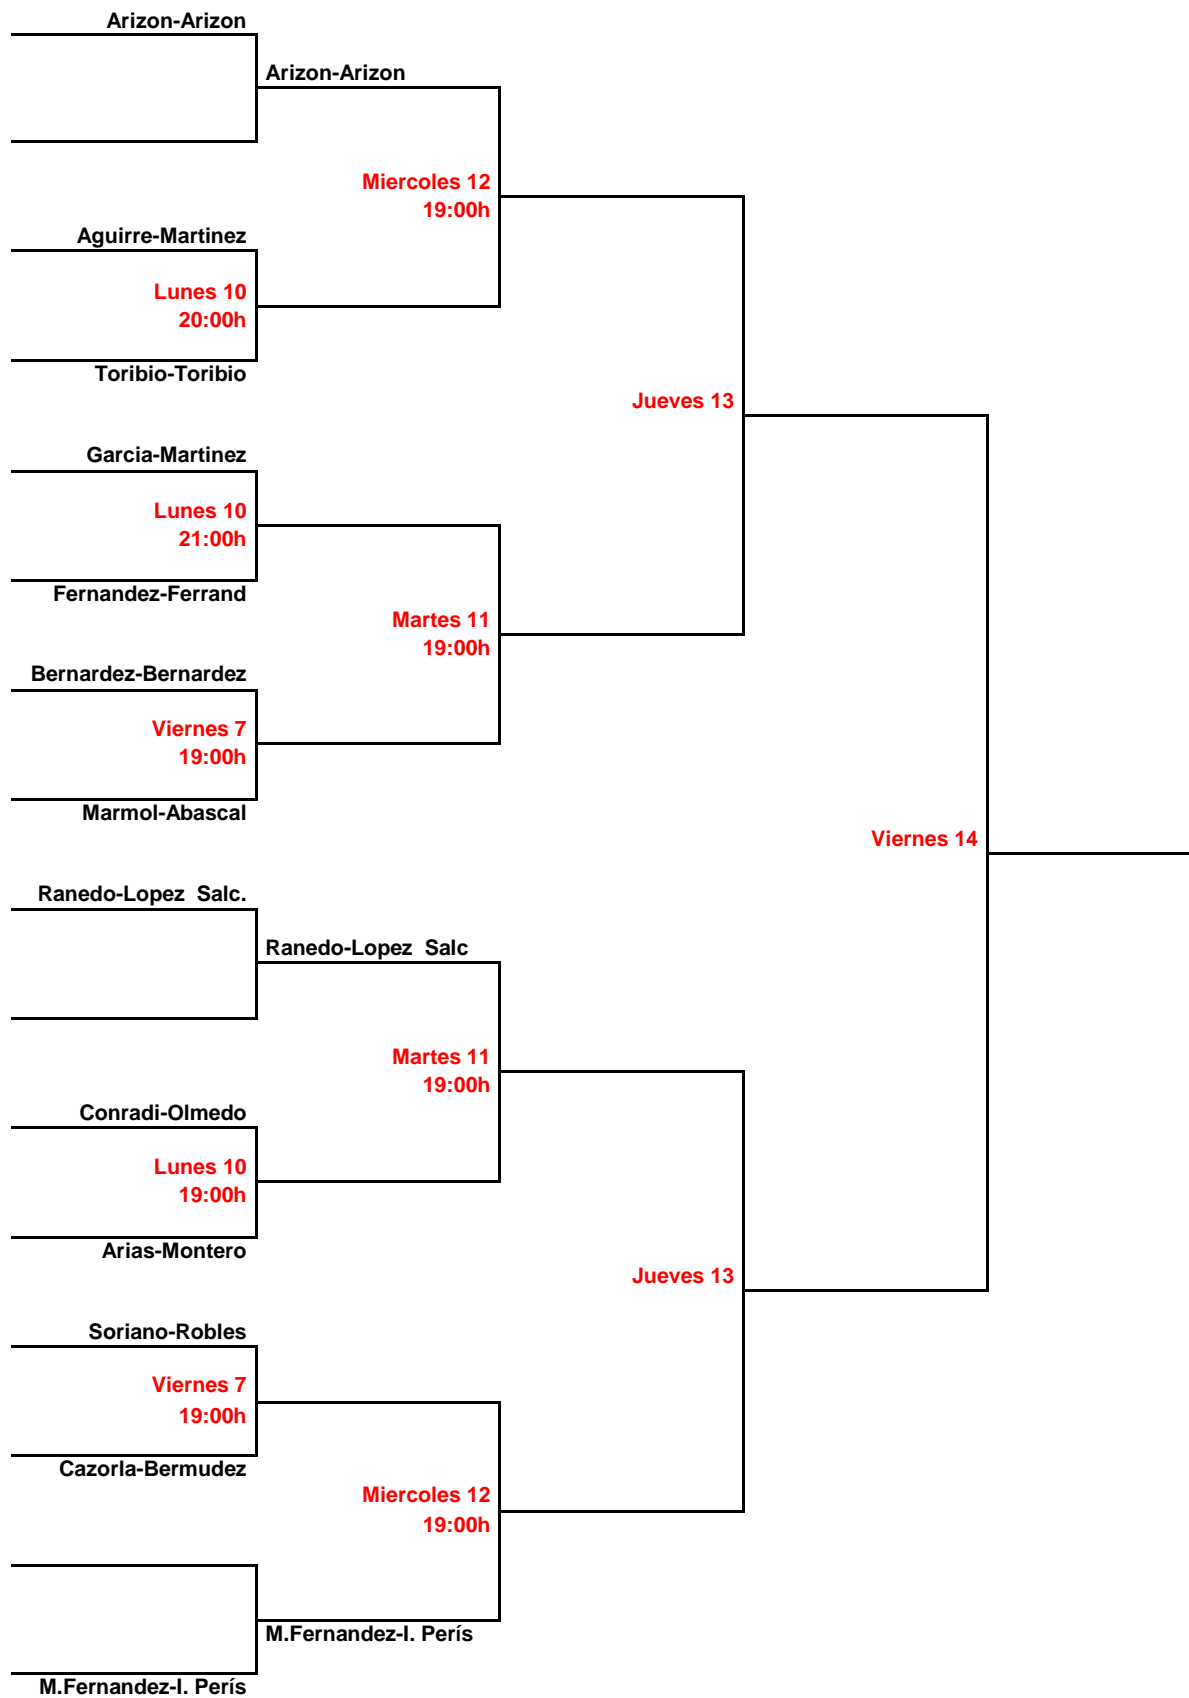 Arizon-Arizon
Arizon-Arizon
Miercoles 12
19:00h
Aguirre-Martinez
Lunes 10
20:00h
Toribio-Toribio
Jueves 13
Garcia-Martinez
Lunes 10
21:00h
Fernandez-Ferrand
Martes 11
19:00h
Bernardez-Bernardez
Viernes 7
19:00h
Marmol-Abascal
Viernes 14
Ranedo-Lopez  Salc.
Ranedo-Lopez  Salc
Martes 11
19:00h
Conradi-Olmedo
Lunes 10
19:00h
Arias-Montero
Jueves 13
Soriano-Robles
Viernes 7
19:00h
Cazorla-Bermudez
Miercoles 12
19:00h
M.Fernandez-I. Perís
M.Fernandez-I. Perís